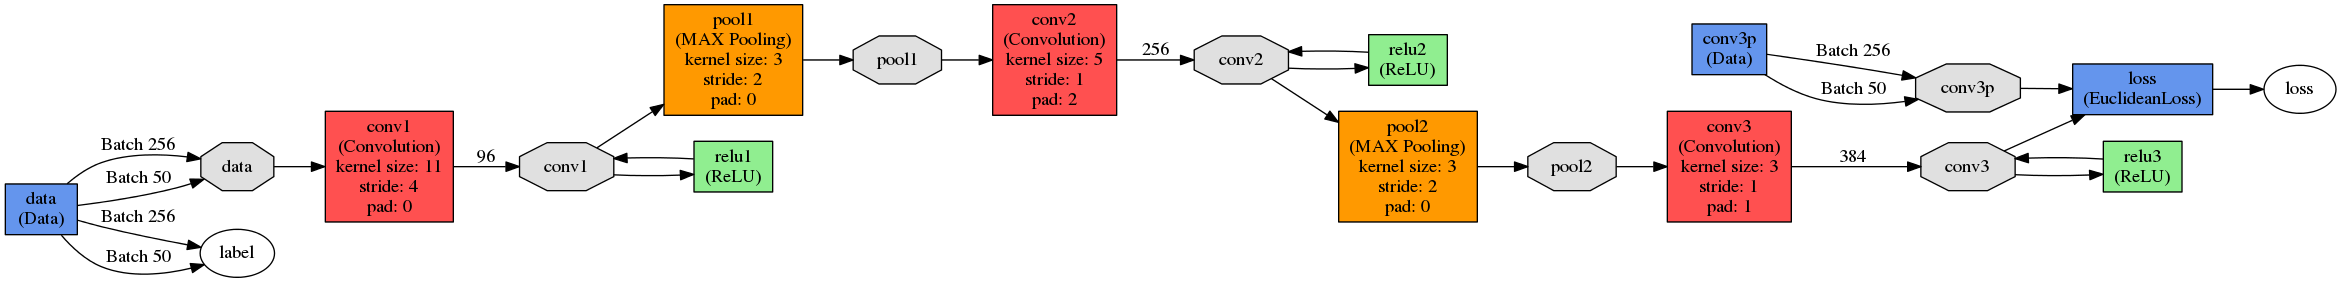 data
(Data)
Batch 256
Batch 50
Batch 256
Batch 50
data
label
conv1
(Convolution)
kernel size: 11
stride: 4
pad: 0
96
conv1
pool1
(MAX Pooling)
kernel size: 3
stride: 2
pad: 0
relu1
(ReLU)
pool1
conv2
(Convolution)
kernel size: 5
stride: 1
pad: 2
256
conv2
relu2
(ReLU)
pool2
(MAX Pooling)
kernel size: 3
stride: 2
pad: 0
pool2
conv3
(Convolution)
kernel size: 3
stride: 1
pad: 1
384
conv3
relu3
(ReLU)
conv3p
(Data)
Batch 256
Batch 50
conv3p
loss
(EuclideanLoss)
loss